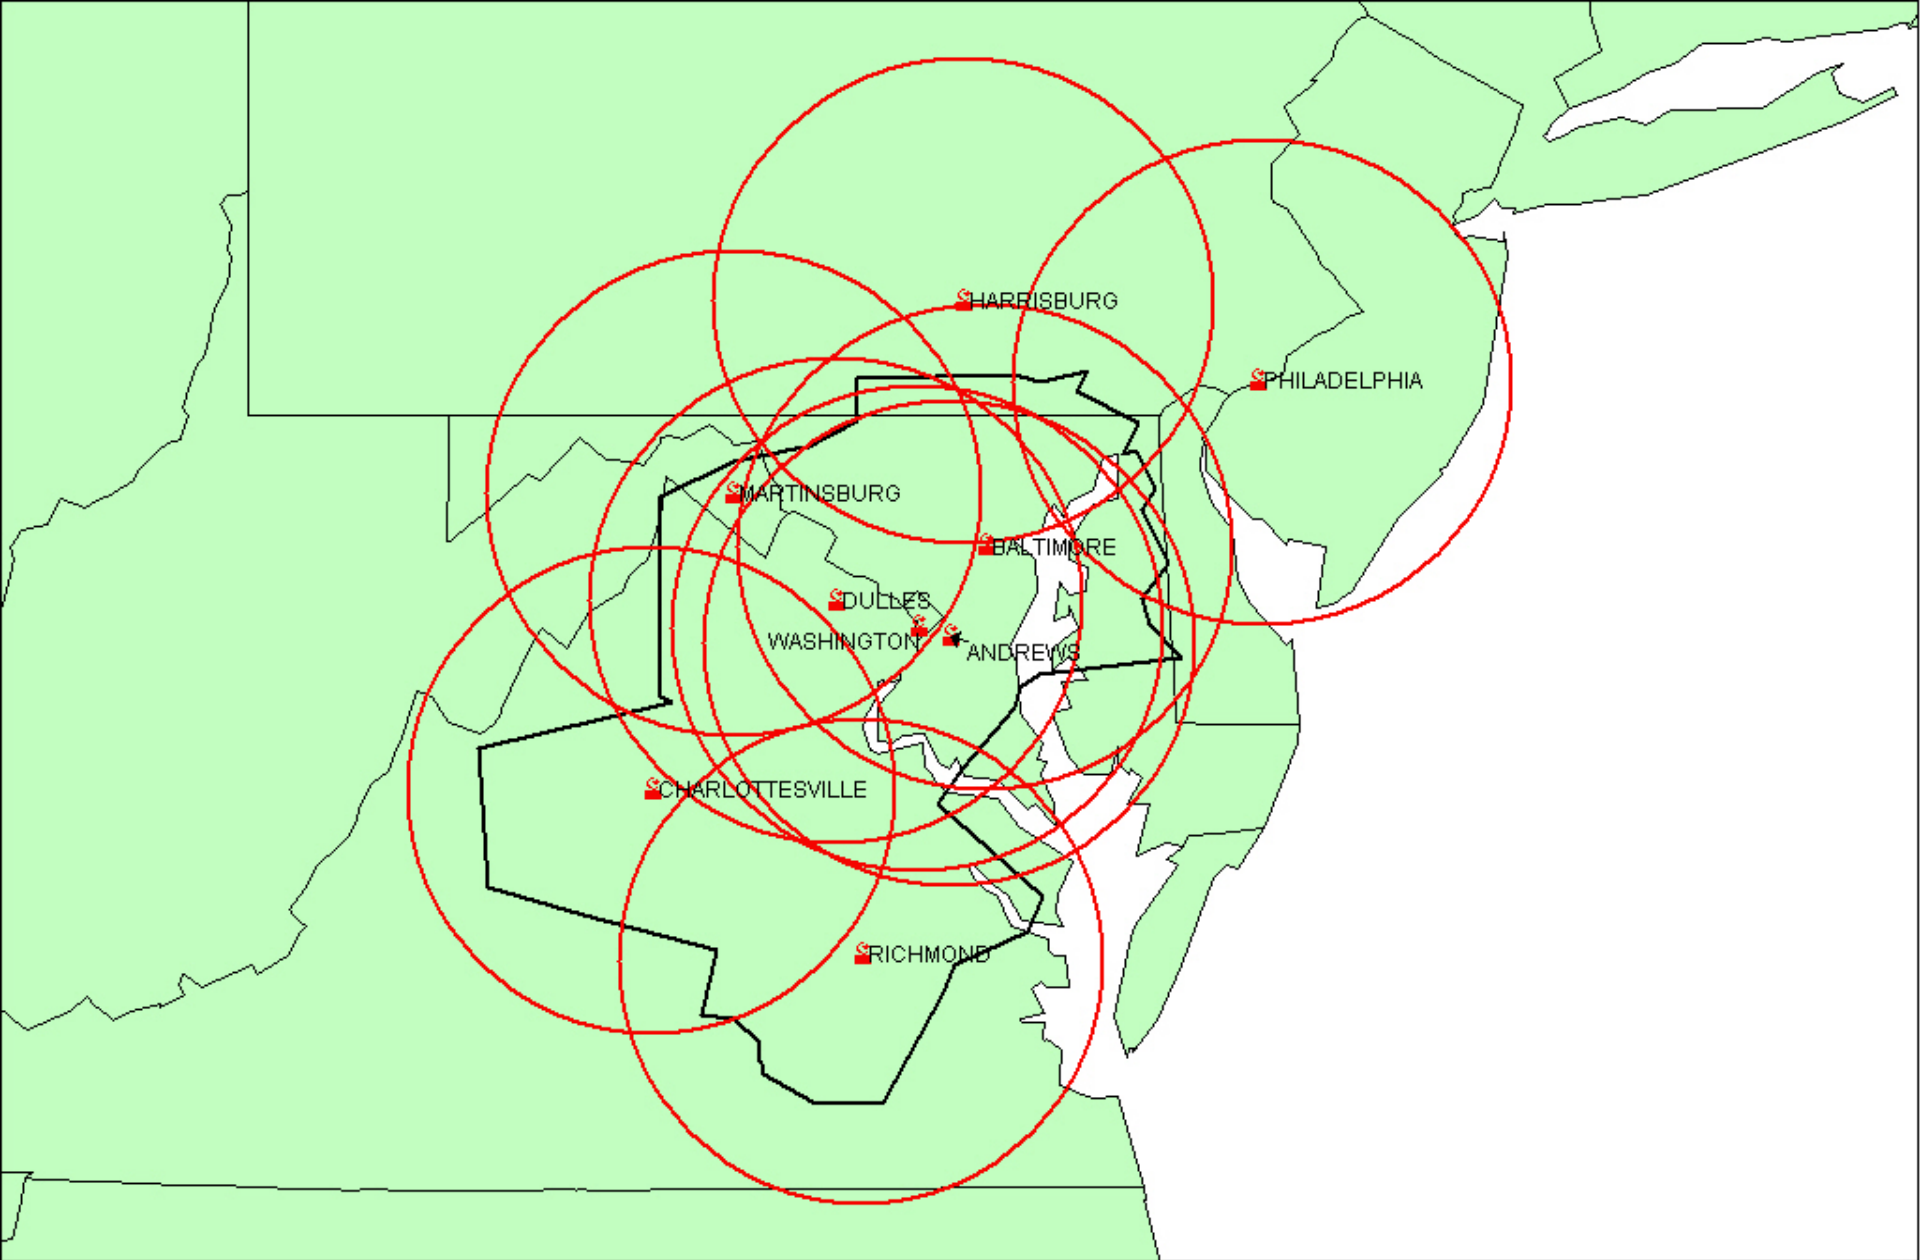 HARRISBURG
PHILADELPHIA
MARTINSBURG
BALTIMORE
DULLES
WASHINGTON
ANDREWS
CHARLOTTESVILLE
RICHMOND